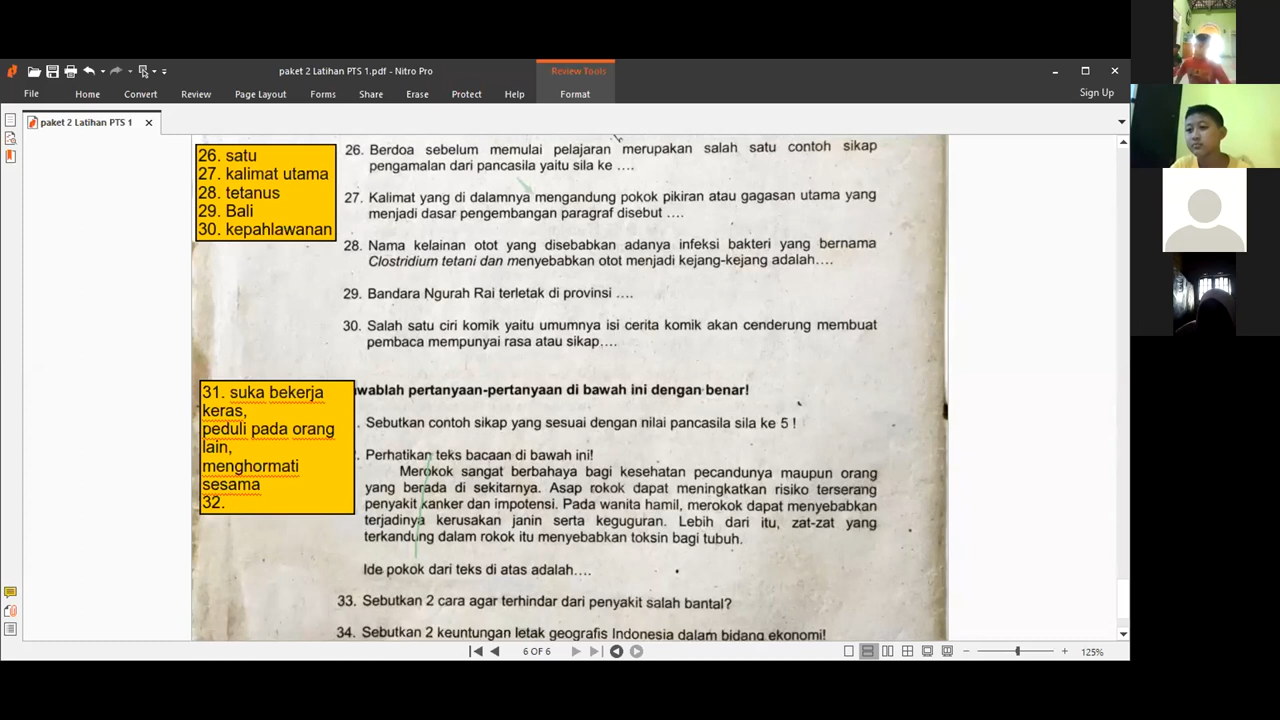 paket 2 Latihan PTS 1.pdf - Nitro Pro
Review Tools
File
Home
Convert
Review
Page Layout
Forms
Share
Erase
Protect
Help
Format
Sign Up
paket 2 Latihan PTS 1
26. satu
27. kalimat utama
28. tetanus
29. Bali
30. kepahlawanan
26. Berdoa sebelum memulai pelajaran merupakan salah satu contoh sikap
pengamalan dari pancasila yaitu sila ke ....
27. Kalimat yang di dalamnya mengandung pokok pikiran atau gagasan utama yang
menjadi dasar pengembangan paragraf disebut ....
28. Nama kelainan otot yang disebabkan adanya infeksi bakteri yang bernama
Clostridium tetani dan menyebabkan otot menjadi kejang-kejang adalah....
29. Bandara Ngurah Rai terletak di provinsi ....
30. Salah satu ciri komik yaitu umumnya isi cerita komik akan cenderung membuat
pembaca mempunyai rasa atau sikap....
31. suka bekerja
keras,
peduli pada orang
lain,
menghormati
sesama
32.
wablah pertanyaan-pertanyaan di bawah ini dengan benar!
. Sebutkan contoh sikap yang sesuai dengan nilai pancasila sila ke 5 !
. Perhatikan teks bacaan di bawah ini!
Merokok sangat berbahaya bagi kesehatan pecandunya maupun orang
yang berada di sekitarnya. Asap rokok dapat meningkatkan risiko terserang
penyakit kanker dan impotensi. Pada wanita hamil, merokok dapat menyebabkan
terjadinya kerusakan janin serta keguguran. Lebih dari itu, zat-zat yang
terkandung dalam rokok itu menyebabkan toksin bagi tubuh.
Ide pokok dari teks di atas adalah....
33. Sebutkan 2 cara agar terhindar dari penyakit salah bantal?
34. Sebutkan 2 keuntungan letak geografis Indonesia dalam bidang ekonomi!
6 OF 6
125%